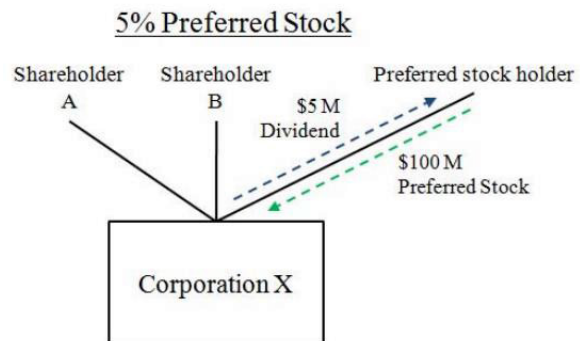 5% Preferred Stock
Shareholder
A
Shareholder
B
Preferred stock holder
$5 M
Dividend
$100 M
Preferred Stock
Corporation X